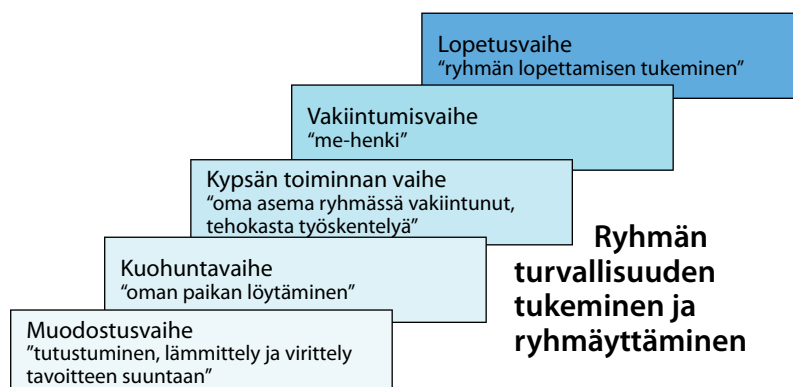 Lopetusvaihe
“ryhmän lopettamisen tukeminen”
Vakiintumisvaihe
“me-henki”
Kypsän toiminnan vaihe
“oma asema ryhmässä vakiintunut,
tehokasta työskentelyä”
Kuohuntavaihe
“oman paikan löytäminen”
Muodostusvaihe
”tutustuminen, lämmittely ja virittely
tavoitteen suuntaan”
Ryhmän
turvallisuuden
tukeminen ja
ryhmäyttäminen